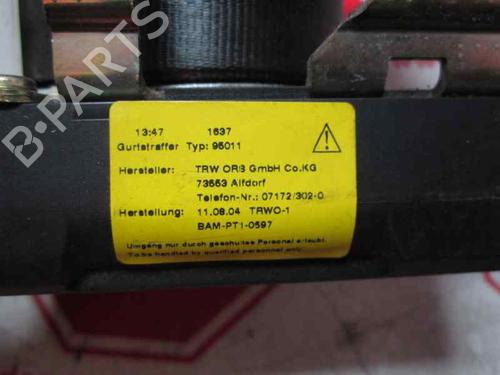 B-PARTS
13:47 1637
Gurtstraffer Typ: 95011
Hersteller: TRW ORS GmbH Co.KG
73553 Alfdorf
Telefon-Nr.: 07172/302-0
Herstellung: 11.08.04 TRWO-1
BAM-PT1-0597
Umgang nur durch geschultes Personal erlaubt.
To be handled by qualified personnel only.